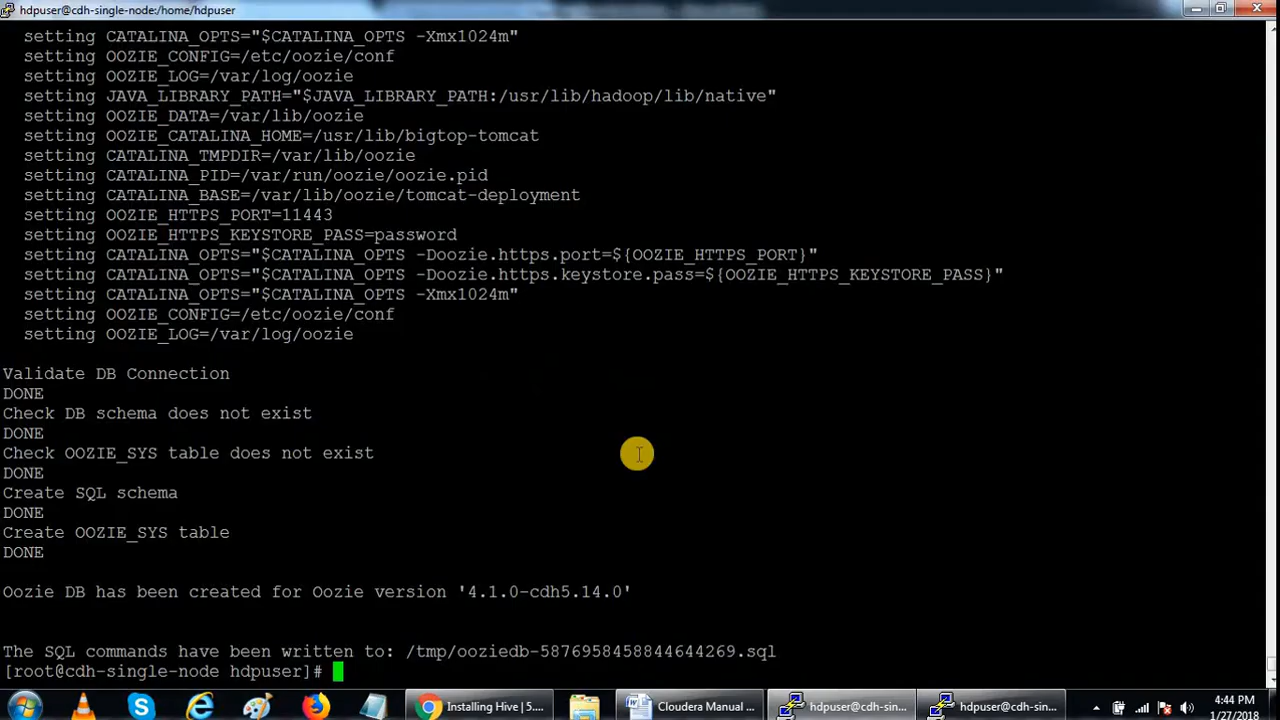 hdpuser@cdh-single-node:/home/hdpuser
setting CATALINA_OPTS="$CATALINA_OPTS -Xmx1024m"
setting OOZIE_CONFIG=/etc/oozie/conf
setting OOZIE_LOG=/var/log/oozie
setting JAVA_LIBRARY_PATH="$JAVA_LIBRARY_PATH:/usr/lib/hadoop/lib/native"
setting OOZIE_DATA=/var/lib/oozie
setting OOZIE_CATALINA_HOME=/usr/lib/bigtop-tomcat
setting CATALINA_TMPDIR=/var/lib/oozie
setting CATALINA_PID=/var/run/oozie/oozie.pid
setting CATALINA_BASE=/var/lib/oozie/tomcat-deployment
setting OOZIE_HTTPS_PORT=11443
setting OOZIE_HTTPS_KEYSTORE_PASS=password
setting CATALINA_OPTS="$CATALINA_OPTS -Doozie.https.port=${OOZIE_HTTPS_PORT}"
setting CATALINA_OPTS="$CATALINA_OPTS -Doozie.https.keystore.pass=${OOZIE_HTTPS_KEYSTORE_PASS}"
setting CATALINA_OPTS="$CATALINA_OPTS -Xmx1024m"
setting OOZIE_CONFIG=/etc/oozie/conf
setting OOZIE_LOG=/var/log/oozie
Validate DB Connection
DONE
Check DB schema does not exist
DONE
Check OOZIE_SYS table does not exist
DONE
Create SQL schema
DONE
Create OOZIE_SYS table
DONE
Oozie DB has been created for Oozie version '4.1.0-cdh5.14.0'
The SQL commands have been written to: /tmp/ooziedb-5876958458844644269.sql
[root@cdh-single-node hdpuser]#
Installing Hive | 5....
Cloudera Manual ...
hdpuser@cdh-sin...
hdpuser@cdh-sin...
4:44 PM
1/27/2018